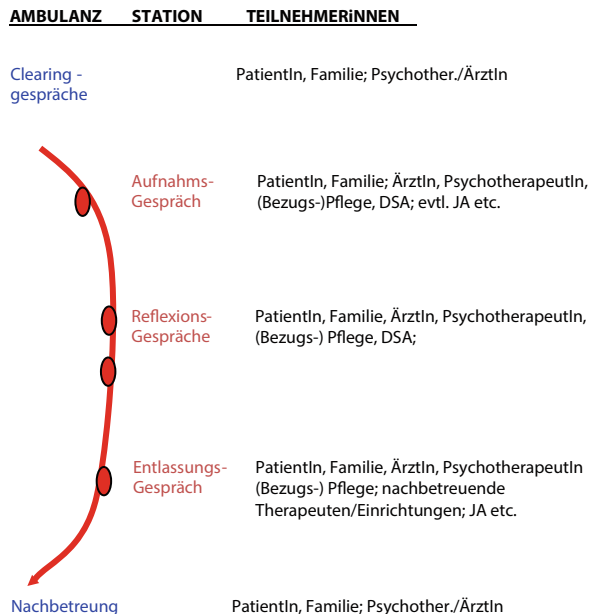 AMBULANZ STATION TEILNEHMERiNNEN
Clearing - PatientIn, Familie; Psychother./ÄrztIn
gespräche
Aufnahms- PatientIn, Familie; ÄrztIn, PsychotherapeutIn,
Gespräch (Bezugs-)Pflege, DSA; evtl. JA etc.
Reflexions- PatientIn, Familie, ÄrztIn, PsychotherapeutIn,
Gespräche (Bezugs-) Pflege, DSA;
Entlassungs- PatientIn, Familie, ÄrztIn, PsychotherapeutIn
Gespräch (Bezugs-) Pflege; nachbetreuende
Therapeuten/Einrichtungen; JA etc.
Nachbetreung PatientIn, Familie; Psychother./ÄrztIn